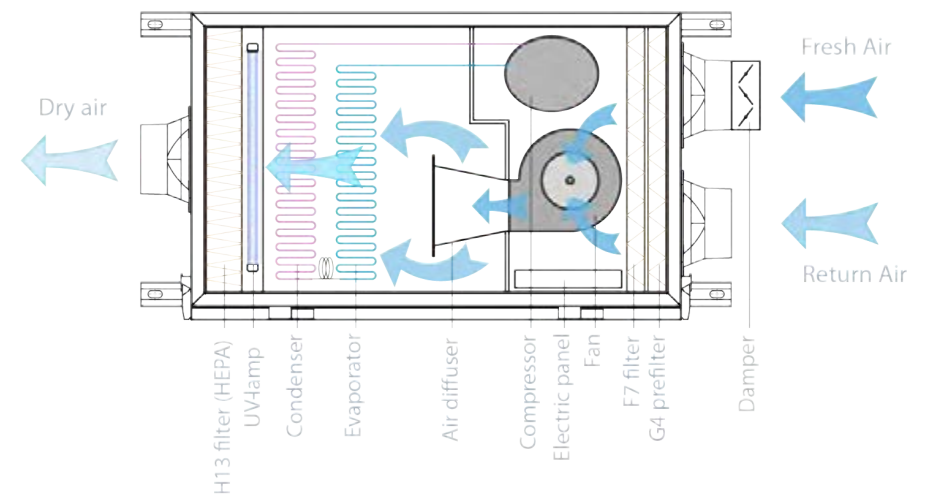 Fresh Air
Dry air
Return Air
H13 filter (HEPA)
UV-lamp
Condenser
Evaporator
Air diffuser
Compressor
Electric panel
Fan
F7 filter
G4 prefilter
Damper